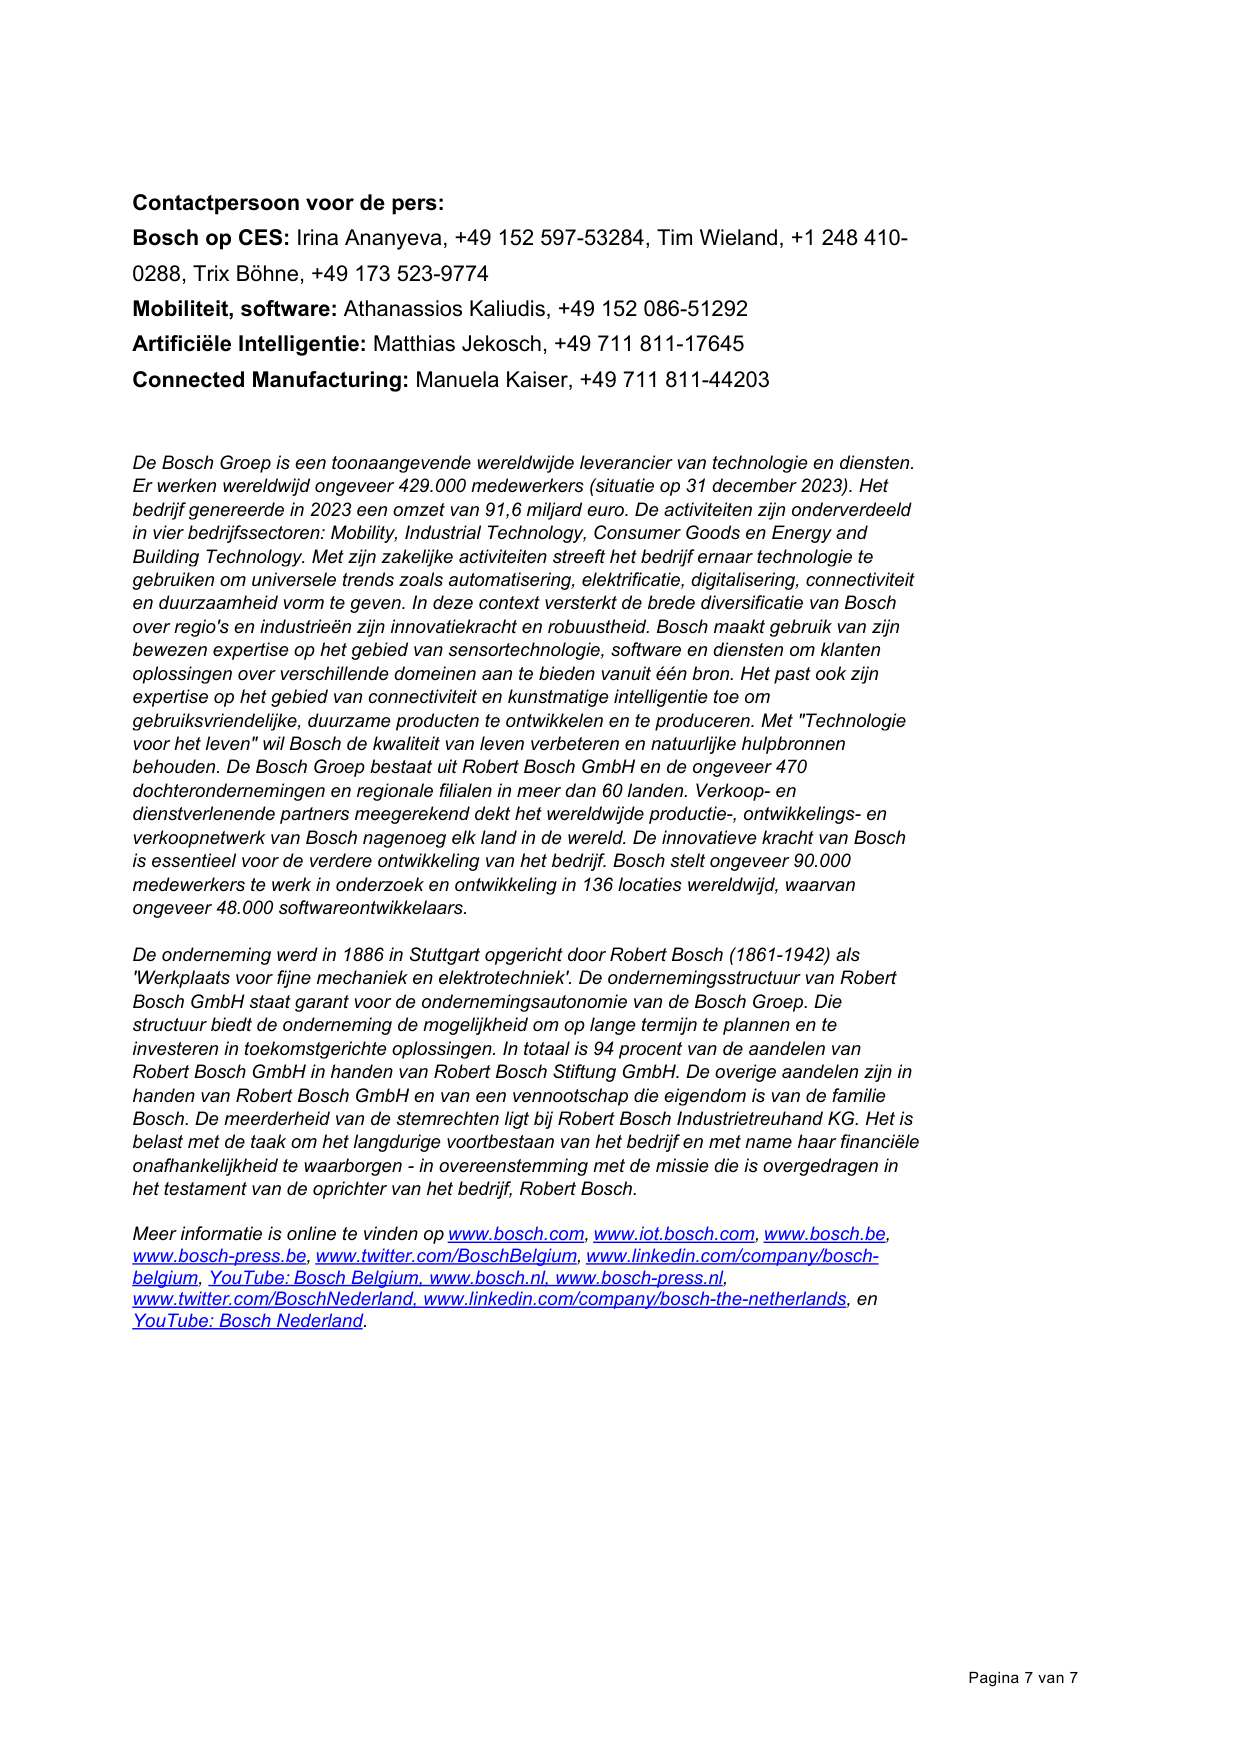 Contactpersoon voor de pers:
Bosch op CES: Irina Ananyeva, +49 152 597-53284, Tim Wieland, +1 248 410-
0288, Trix Böhne, +49 173 523-9774
Mobiliteit, software: Athanassios Kaliudis, +49 152 086-51292
Artificiële Intelligentie: Matthias Jekosch, +49 711 811-17645
Connected Manufacturing: Manuela Kaiser, +49 711 811-44203
De Bosch Groep is een toonaangevende wereldwijde leverancier van technologie en diensten.
Er werken wereldwijd ongeveer 429.000 medewerkers (situatie op 31 december 2023). Het
bedrijf genereerde in 2023 een omzet van 91,6 miljard euro. De activiteiten zijn onderverdeeld
in vier bedrijfssectoren: Mobility, Industrial Technology, Consumer Goods en Energy and
Building Technology. Met zijn zakelijke activiteiten streeft het bedrijf ernaar technologie te
gebruiken om universele trends zoals automatisering, elektrificatie, digitalisering, connectiviteit
en duurzaamheid vorm te geven. In deze context versterkt de brede diversificatie van Bosch
over regio's en industrieën zijn innovatiekracht en robuustheid. Bosch maakt gebruik van zijn
bewezen expertise op het gebied van sensortechnologie, software en diensten om klanten
oplossingen over verschillende domeinen aan te bieden vanuit één bron. Het past ook zijn
expertise op het gebied van connectiviteit en kunstmatige intelligentie toe om
gebruiksvriendelijke, duurzame producten te ontwikkelen en te produceren. Met "Technologie
voor het leven" wil Bosch de kwaliteit van leven verbeteren en natuurlijke hulpbronnen
behouden. De Bosch Groep bestaat uit Robert Bosch GmbH en de ongeveer 470
dochterondernemingen en regionale filialen in meer dan 60 landen. Verkoop- en
dienstverlenende partners meegerekend dekt het wereldwijde productie-, ontwikkelings- en
verkoopnetwerk van Bosch nagenoeg elk land in de wereld. De innovatieve kracht van Bosch
is essentieel voor de verdere ontwikkeling van het bedrijf. Bosch stelt ongeveer 90.000
medewerkers te werk in onderzoek en ontwikkeling in 136 locaties wereldwijd, waarvan
ongeveer 48.000 softwareontwikkelaars.
De onderneming werd in 1886 in Stuttgart opgericht door Robert Bosch (1861-1942) als
'Werkplaats voor fijne mechaniek en elektrotechniek'. De ondernemingsstructuur van Robert
Bosch GmbH staat garant voor de ondernemingsautonomie van de Bosch Groep. Die
structuur biedt de onderneming de mogelijkheid om op lange termijn te plannen en te
investeren in toekomstgerichte oplossingen. In totaal is 94 procent van de aandelen van
Robert Bosch GmbH in handen van Robert Bosch Stiftung GmbH. De overige aandelen zijn in
handen van Robert Bosch GmbH en van een vennootschap die eigendom is van de familie
Bosch. De meerderheid van de stemrechten ligt bij Robert Bosch Industrietreuhand KG. Het is
belast met de taak om het langdurige voortbestaan van het bedrijf en met name haar financiële
onafhankelijkheid te waarborgen - in overeenstemming met de missie die is overgedragen in
het testament van de oprichter van het bedrijf, Robert Bosch.
Meer informatie is online te vinden op www.bosch.com, www.iot.bosch.com, www.bosch.be,
www.bosch-press.be, www.twitter.com/BoschBelgium, www.linkedin.com/company/bosch-
belgium, YouTube: Bosch Belgium, www.bosch.nl, www.bosch-press.nl,
www.twitter.com/BoschNederland, www.linkedin.com/company/bosch-the-netherlands, en
YouTube: Bosch Nederland.
Pagina 7 van 7